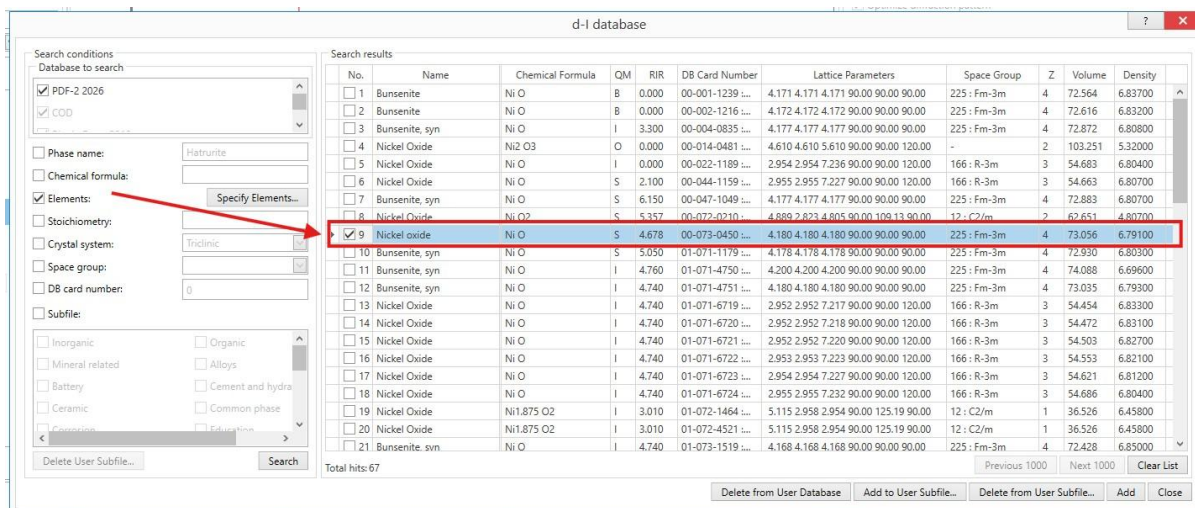 d-I database
?
Search conditions
Database to search
PDF-2 2026
COD
Phase name: Hatrurite
Chemical formula:
Elements: Specify Elements...
Stoichiometry:
Crystal system: Triclinic
Space group:
DB card number: 0
Subfile:
Inorganic Organic
Mineral related Alloys
Battery Cement and hydra
Ceramic Common phase
Corrosion Education
Delete User Subfile... Search
Search results
No. Name Chemical Formula QM RIR DB Card Number Lattice Parameters Space Group Z Volume Density
1 Bunsenite Ni O B 0.000 00-001-1239 :... 4.171 4.171 4.171 90.00 90.00 90.00 225 : Fm-3m 4 72.564 6.83700
2 Bunsenite Ni O B 0.000 00-002-1216 :... 4.172 4.172 4.172 90.00 90.00 90.00 225 : Fm-3m 4 72.616 6.83200
3 Bunsenite, syn Ni O I 3.300 00-004-0835 :... 4.177 4.177 4.177 90.00 90.00 90.00 225 : Fm-3m 4 72.872 6.80800
4 Nickel Oxide Ni2 O3 O 0.000 00-014-0481 :... 4.610 4.610 5.610 90.00 90.00 120.00 - 2 103.251 5.32000
5 Nickel Oxide Ni O I 0.000 00-022-1189 :... 2.954 2.954 7.236 90.00 90.00 120.00 166 : R-3m 3 54.683 6.80400
6 Nickel Oxide Ni O S 2.100 00-044-1159 :... 2.955 2.955 7.227 90.00 90.00 120.00 166 : R-3m 3 54.663 6.80700
7 Bunsenite, syn Ni O S 6.150 00-047-1049 :... 4.177 4.177 4.177 90.00 90.00 90.00 225 : Fm-3m 4 72.883 6.80700
8 Nickel Oxide Ni O2 S 5.357 00-072-0210 :... 4.889 2.823 4.805 90.00 109.13 90.00 12 : C2/m 2 62.651 4.80700
9 Nickel oxide Ni O S 4.678 00-073-0450 :... 4.180 4.180 4.180 90.00 90.00 90.00 225 : Fm-3m 4 73.056 6.79100
10 Bunsenite, syn Ni O S 5.050 01-071-1179 :... 4.178 4.178 4.178 90.00 90.00 90.00 225 : Fm-3m 4 72.930 6.80300
11 Bunsenite, syn Ni O I 4.760 01-071-4750 :... 4.200 4.200 4.200 90.00 90.00 90.00 225 : Fm-3m 4 74.088 6.69600
12 Bunsenite, syn Ni O I 4.740 01-071-4751 :... 4.180 4.180 4.180 90.00 90.00 90.00 225 : Fm-3m 4 73.035 6.79300
13 Nickel Oxide Ni O I 4.740 01-071-6719 :... 2.952 2.952 7.217 90.00 90.00 120.00 166 : R-3m 3 54.454 6.83300
14 Nickel Oxide Ni O I 4.740 01-071-6720 :... 2.952 2.952 7.218 90.00 90.00 120.00 166 : R-3m 3 54.472 6.83100
15 Nickel Oxide Ni O I 4.740 01-071-6721 :... 2.952 2.952 7.220 90.00 90.00 120.00 166 : R-3m 3 54.503 6.82700
16 Nickel Oxide Ni O I 4.740 01-071-6722 :... 2.953 2.953 7.223 90.00 90.00 120.00 166 : R-3m 3 54.553 6.82100
17 Nickel Oxide Ni O I 4.740 01-071-6723 :... 2.954 2.954 7.227 90.00 90.00 120.00 166 : R-3m 3 54.621 6.81200
18 Nickel Oxide Ni O I 4.740 01-071-6724 :... 2.955 2.955 7.232 90.00 90.00 120.00 166 : R-3m 3 54.686 6.80400
19 Nickel Oxide Ni1.875 O2 I 3.010 01-072-1464 :... 5.115 2.958 2.954 90.00 125.19 90.00 12 : C2/m 1 36.526 6.45800
20 Nickel Oxide Ni1.875 O2 I 3.010 01-072-4521 :... 5.115 2.958 2.954 90.00 125.19 90.00 12 : C2/m 1 36.526 6.45800
21 Bunsenite, syn Ni O I 4.740 01-073-1519 :... 4.168 4.168 4.168 90.00 90.00 90.00 225 : Fm-3m 4 72.428 6.85000
Total hits: 67
Previous 1000 Next 1000 Clear List
Delete from User Database Add to User Subfile... Delete from User Subfile... Add Close